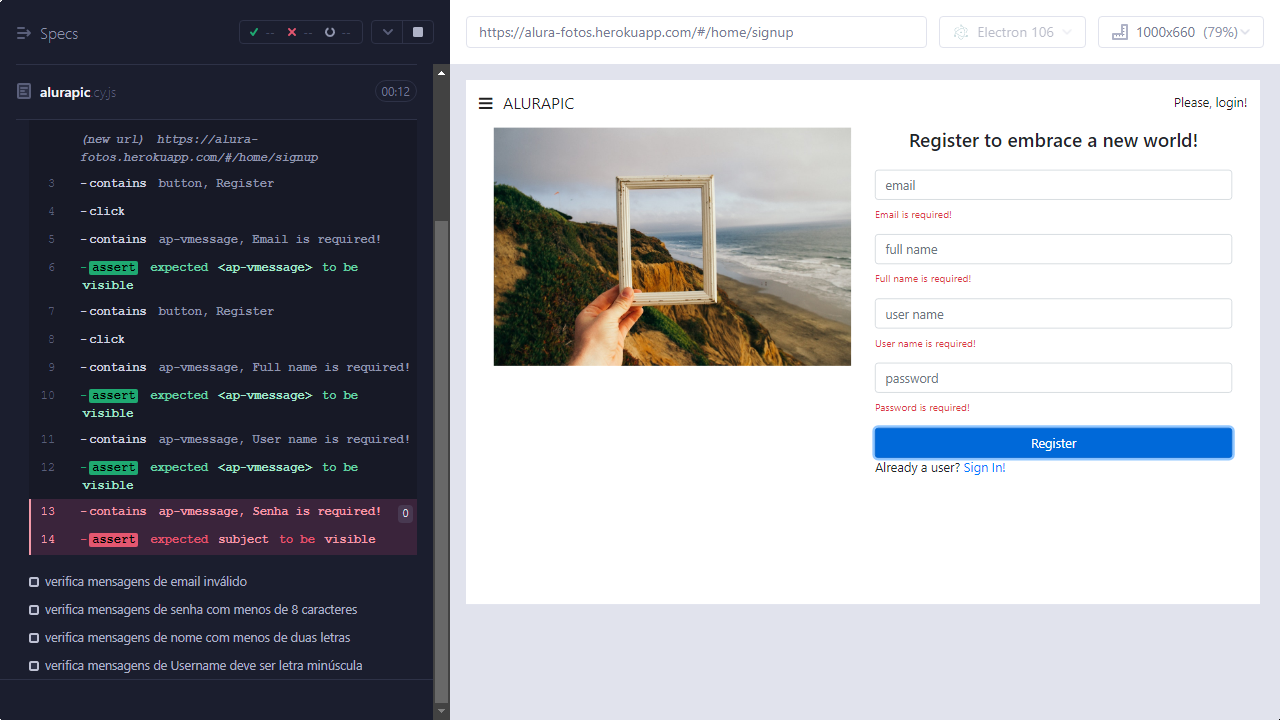 Specs
--
--
--
alurapic.cy.js
00:12
(new url) https://alura-
fotos.herokuapp.com/#/home/signup
3 -contains button, Register
4 -click
5 -contains ap-vmessage, Email is required!
6 -assert expected <ap-vmessage> to be
visible
7 -contains button, Register
8 -click
9 -contains ap-vmessage, Full name is required!
10 -assert expected <ap-vmessage> to be
visible
11 -contains ap-vmessage, User name is required!
12 -assert expected <ap-vmessage> to be
visible
13 -contains ap-vmessage, Senha is required! 0
14 -assert expected subject to be visible
verifica mensagens de email inválido
verifica mensagens de senha com menos de 8 caracteres
verifica mensagens de nome com menos de duas letras
verifica mensagens de Username deve ser letra minúscula
https://alura-fotos.herokuapp.com/#/home/signup
Electron 106
1000x660 (79%)
ALURAPIC
Please, login!
Register to embrace a new world!
email
Email is required!
full name
Full name is required!
user name
User name is required!
password
Password is required!
Register
Already a user? Sign In!